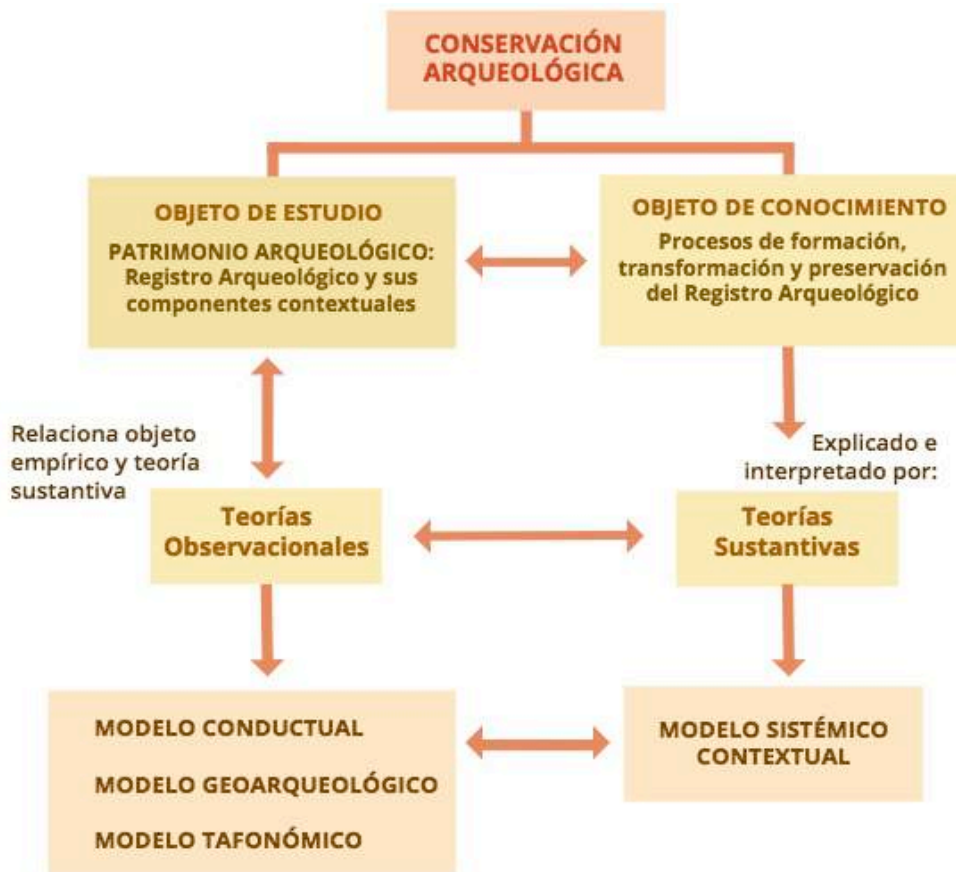 CONSERVACIÓN
ARQUEOLÓGICA
OBJETO DE ESTUDIO
PATRIMONIO ARQUEOLÓGICO:
Registro Arqueológico y sus
componentes contextuales
OBJETO DE CONOCIMIENTO
Procesos de formación,
transformación y preservación
del Registro Arqueológico
Relaciona objeto
empírico y teoría
sustantiva
Explicado e
interpretado por:
Teorías
Observacionales
Teorías
Sustantivas
MODELO CONDUCTUAL
MODELO GEOARQUEOLÓGICO
MODELO TAFONÓMICO
MODELO SISTÉMICO
CONTEXTUAL